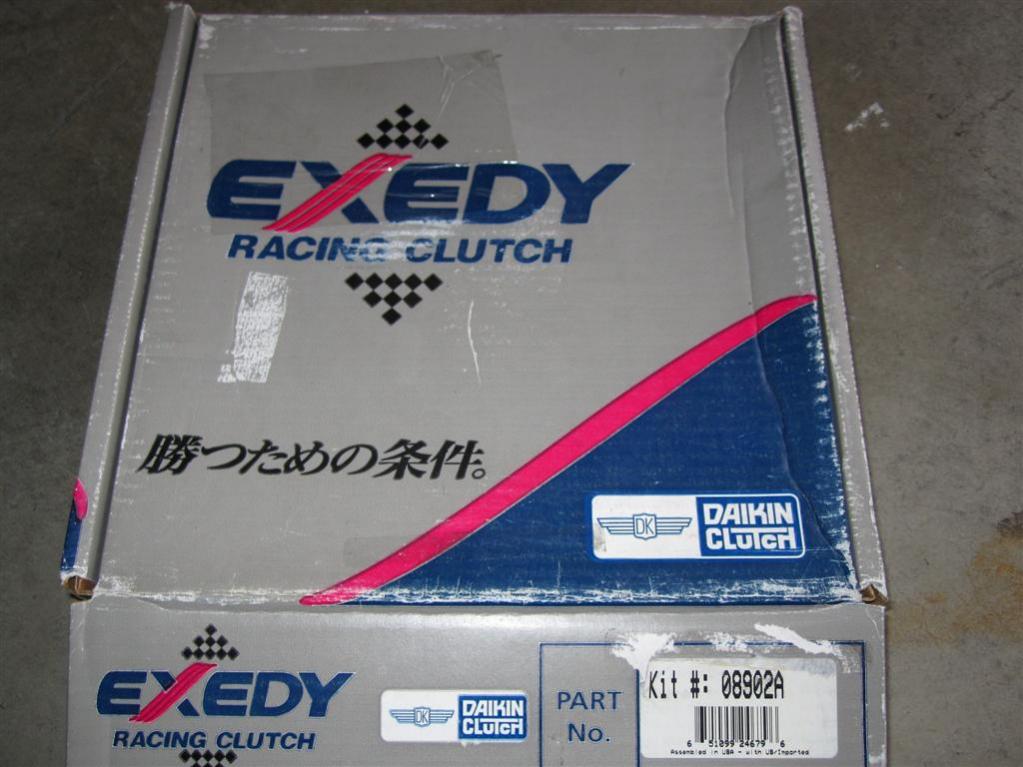 EXEDY
RACING CLUTCH
勝つための条件。
DK
DAIKIN
CLUTCH
EXEDY
RACING CLUTCH
DK
DAIKIN
CLUTCH
PART
No.
Kit #: 08902A
6 51099 24679 6
Assembled in USA - with US/Imported